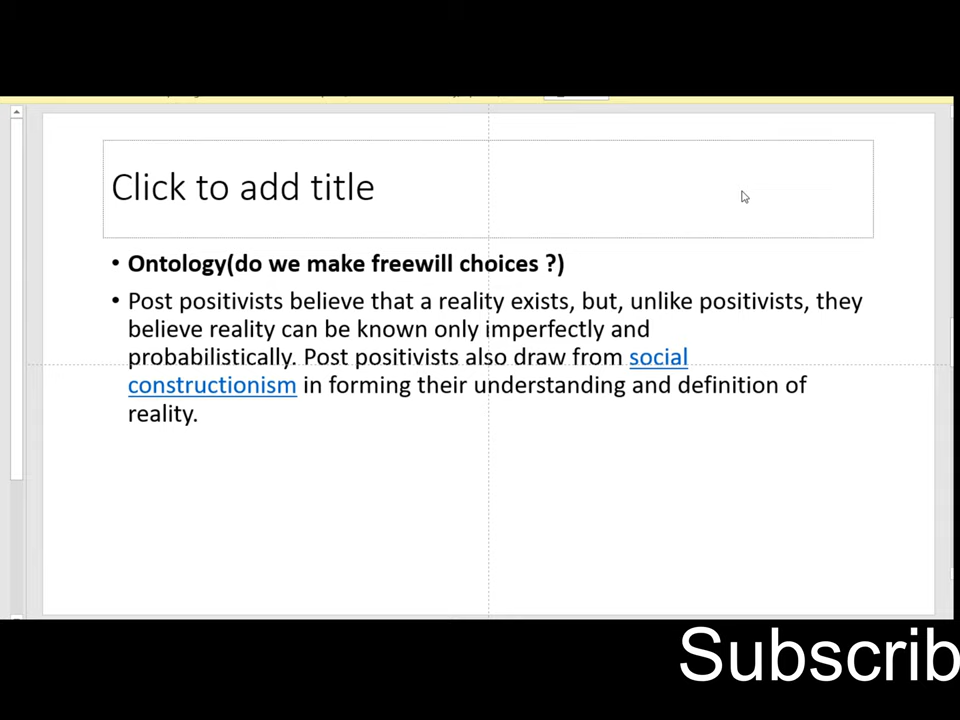 Click to add title
• Ontology(do we make freewill choices ?)
• Post positivists believe that a reality exists, but, unlike positivists, they
believe reality can be known only imperfectly and
probabilistically. Post positivists also draw from social
constructionism in forming their understanding and definition of
reality.
Subscrib